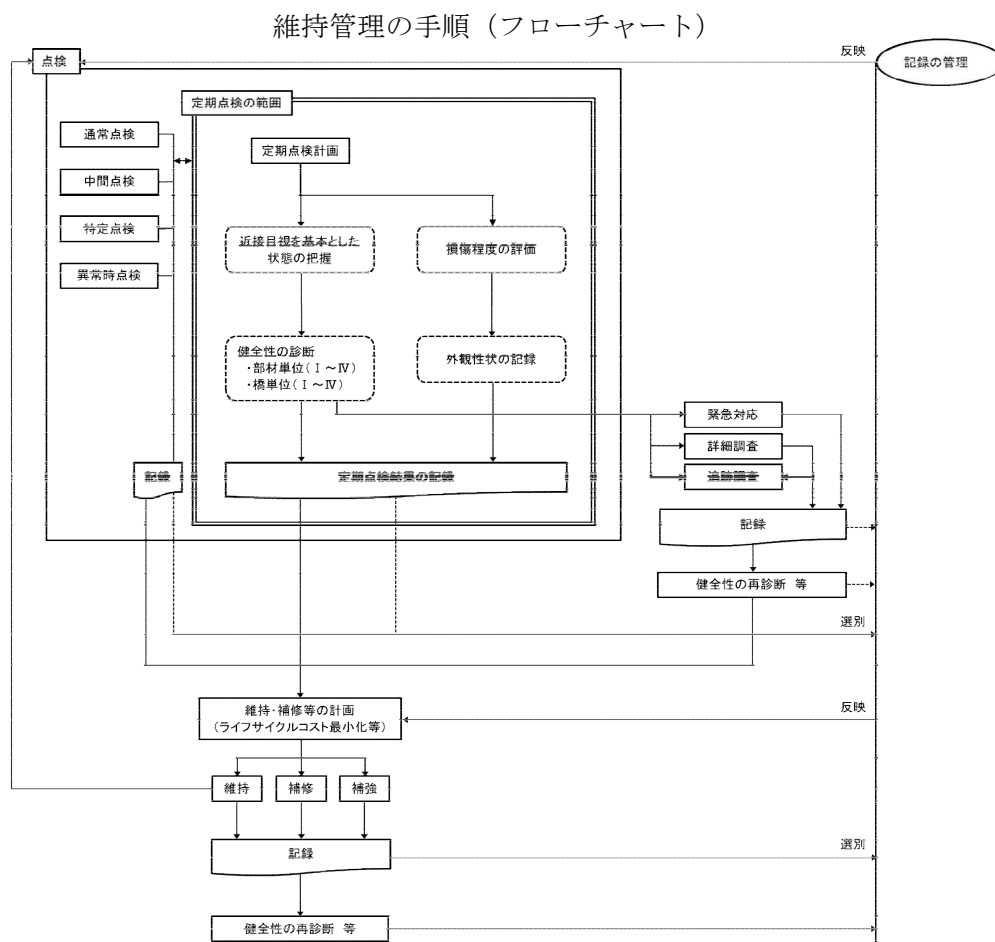 維持管理の手順（フローチャート）
点検
反映
記録の管理
定期点検の範囲
通常点検
定期点検計画
中間点検
特定点検
近接目視を基本とした
状態の把握
損傷程度の評価
異常時点検
健全性の診断
・部材単位（Ⅰ～Ⅳ）
・橋単位（Ⅰ～Ⅳ）
外観性状の記録
緊急対応
詳細調査
追跡調査
記録
定期点検結果の記録
記録
健全性の再診断 等
選別
維持・補修等の計画
（ライフサイクルコスト最小化等）
反映
維持
補修
補強
記録
選別
健全性の再診断 等